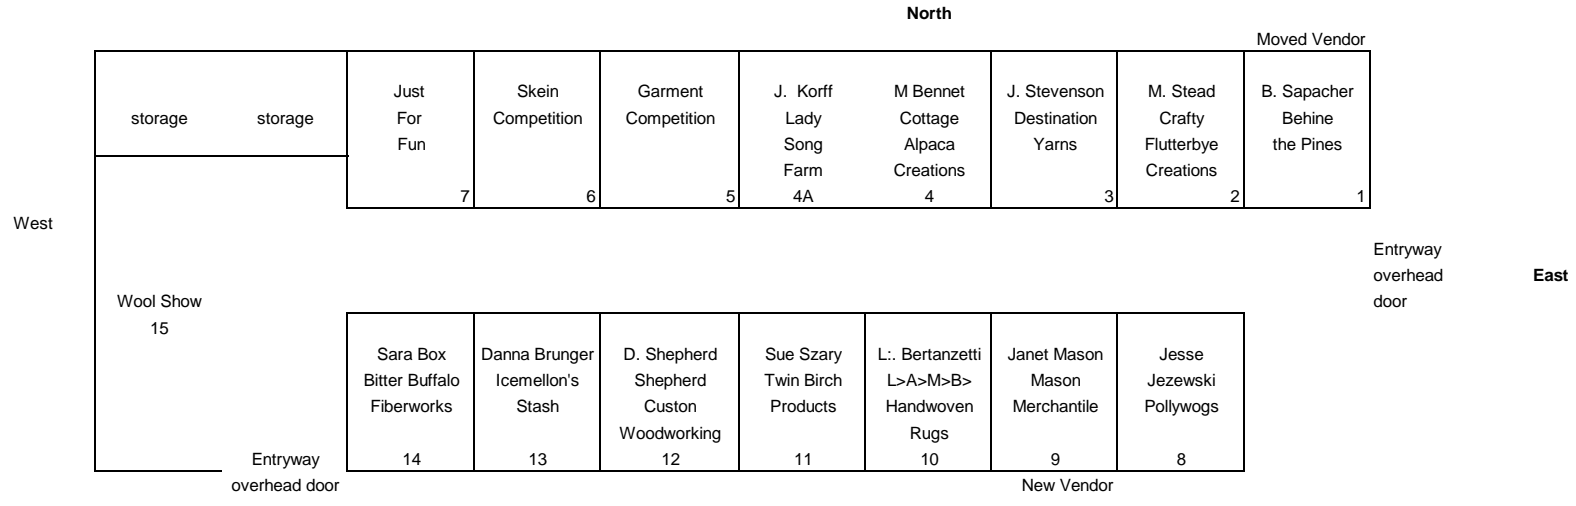 North
Moved Vendor
storage
storage
Just
For
Fun
7
Skein
Competition
6
Garment
Competition
5
J. Korff
Lady
Song
Farm
4A
M Bennet
Cottage
Alpaca
Creations
4
J. Stevenson
Destination
Yarns
3
M. Stead
Crafty
Flutterbye
Creations
2
B. Sapacher
Behine
the Pines
1
West
Entryway
overhead
door
East
Wool Show
15
Sara Box
Bitter Buffalo
Fiberworks
14
Danna Brunger
Icemellon's
Stash
13
D. Shepherd
Shepherd
Custon
Woodworking
12
Sue Szary
Twin Birch
Products
11
L:. Bertanzetti
L>A>M>B>
Handwoven
Rugs
10
Janet Mason
Mason
Merchantile
9
Jesse
Jezewski
Pollywogs
8
Entryway
overhead door
New Vendor